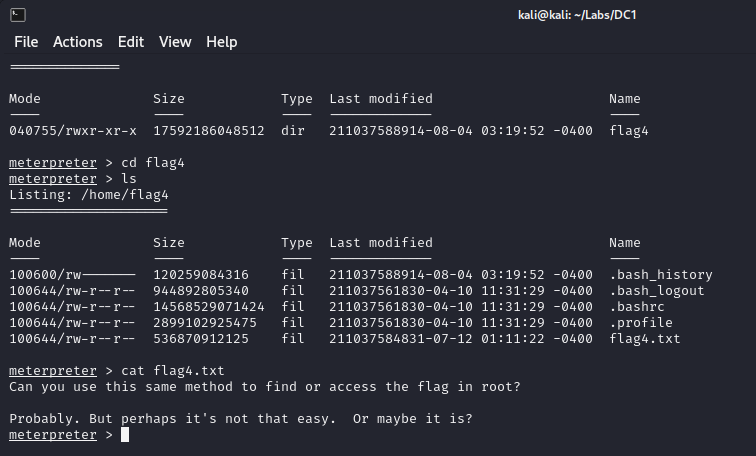 kali@kali: ~/Labs/DC1
File Actions Edit View Help
===============
Mode Size Type Last modified Name
---- ---- ---- ------------- ----
040755/rwxr-xr-x 17592186048512 dir 211037588914-08-04 03:19:52 -0400 flag4
meterpreter > cd flag4
meterpreter > ls
Listing: /home/flag4
====================
Mode Size Type Last modified Name
---- ---- ---- ------------- ----
100600/rw------- 120259084316 fil 211037588914-08-04 03:19:52 -0400 .bash_history
100644/rw-r--r-- 944892805340 fil 211037561830-04-10 11:31:29 -0400 .bash_logout
100644/rw-r--r-- 14568529071424 fil 211037561830-04-10 11:31:29 -0400 .bashrc
100644/rw-r--r-- 2899102925475 fil 211037561830-04-10 11:31:29 -0400 .profile
100644/rw-r--r-- 536870912125 fil 211037584831-07-12 01:11:22 -0400 flag4.txt
meterpreter > cat flag4.txt
Can you use this same method to find or access the flag in root?
Probably. But perhaps it's not that easy.  Or maybe it is?
meterpreter >